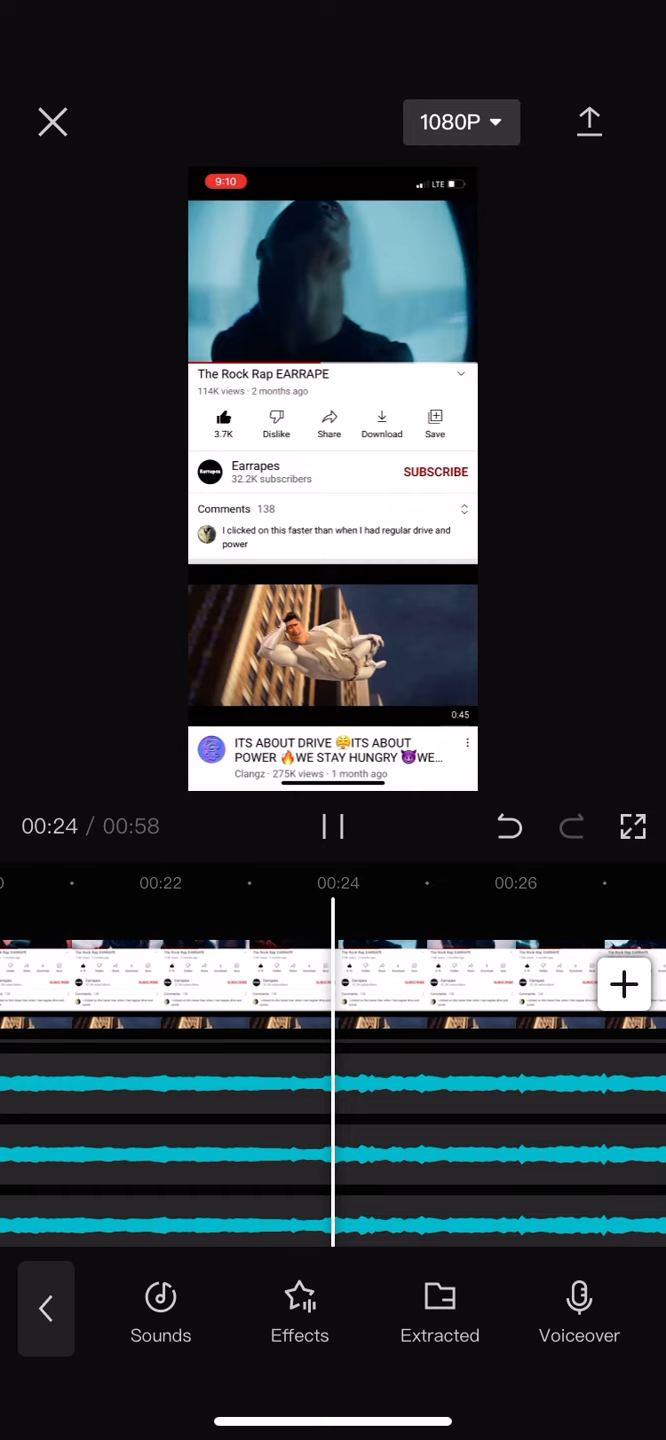 1080P
9:10
LTE
The Rock Rap EARRAPE
114K views · 2 months ago
3.7K Dislike Share Download Save
Earrapes
Earrapes
32.2K subscribers
SUBSCRIBE
Comments 138
I clicked on this faster than when I had regular drive and
power
0:45
ITS ABOUT DRIVE 😤ITS ABOUT
POWER 🔥WE STAY HUNGRY 😈WE...
Clangz · 275K views · 1 month ago
00:24 / 00:58
00:22 00:24 00:26
Sounds Effects Extracted Voiceover